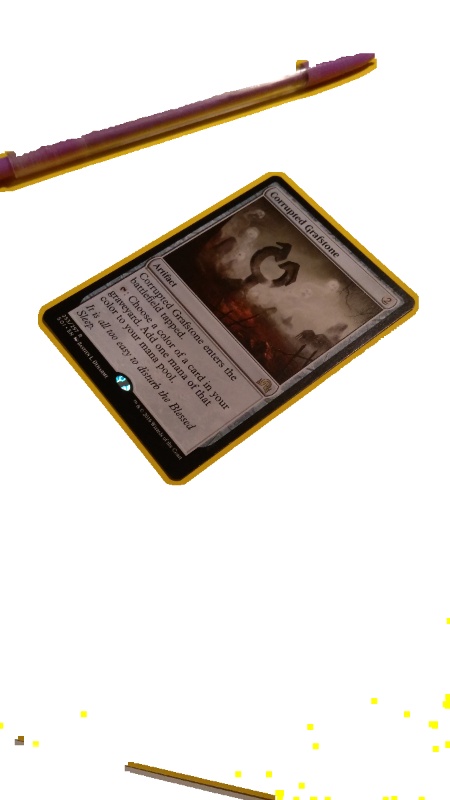 Corrupted Grafstone
2
Artifact
Corrupted Grafstone enters the
battlefield tapped.
: Choose a color of a card in your
graveyard. Add one mana of that
color to your mana pool.
It is all too easy to disturb the Blessed
Sleep.